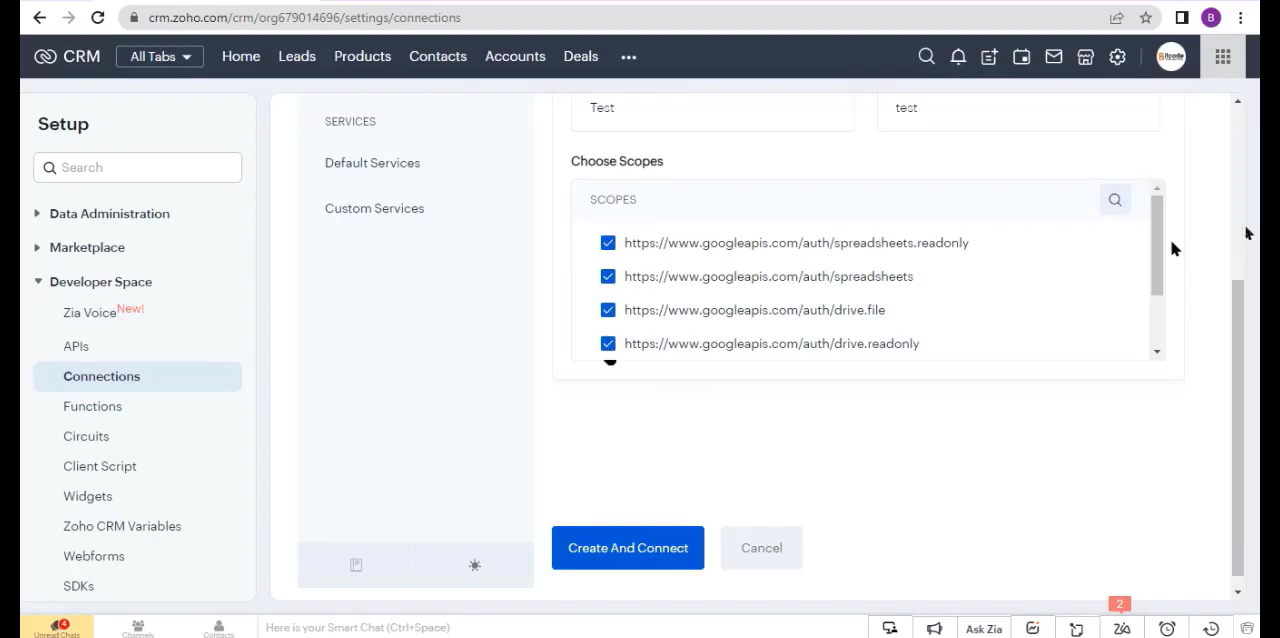 crm.zoho.com/crm/org679014696/settings/connections
B
CRM
All Tabs
Home
Leads
Products
Contacts
Accounts
Deals
Bitcode
Setup
Search
Data Administration
Marketplace
Developer Space
Zia Voice New!
APIs
Connections
Functions
Circuits
Client Script
Widgets
Zoho CRM Variables
Webforms
SDKs
SERVICES
Default Services
Custom Services
Test
test
Choose Scopes
SCOPES
https://www.googleapis.com/auth/spreadsheets.readonly
https://www.googleapis.com/auth/spreadsheets
https://www.googleapis.com/auth/drive.file
https://www.googleapis.com/auth/drive.readonly
Create And Connect
Cancel
2
4
Unread Chats
Channels
Contacts
Here is your Smart Chat (Ctrl+Space)
Ask Zia